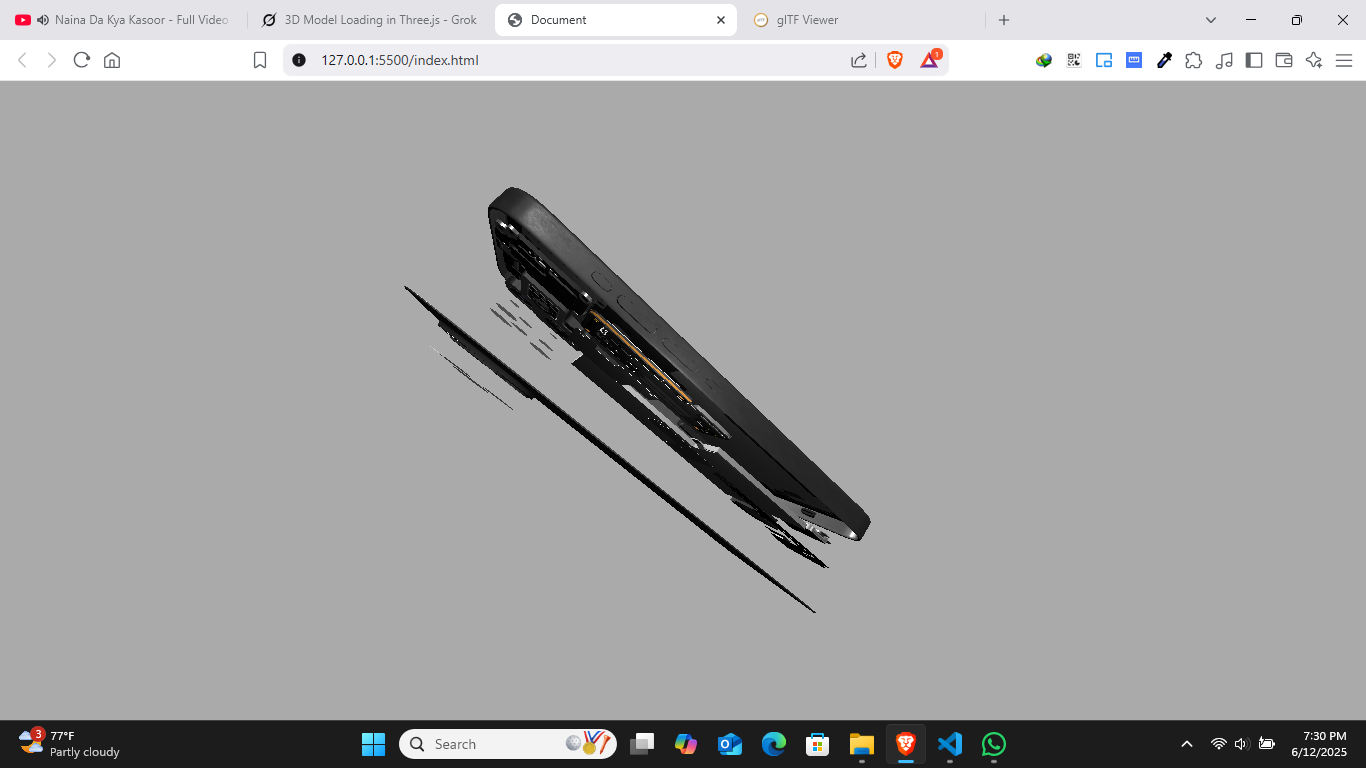 Naina Da Kya Kasoor - Full Video
3D Model Loading in Three.js - Grok
Document
glTF Viewer
127.0.0.1:5500/index.html
1
3
77°F
Partly cloudy
Search
7:30 PM
6/12/2025